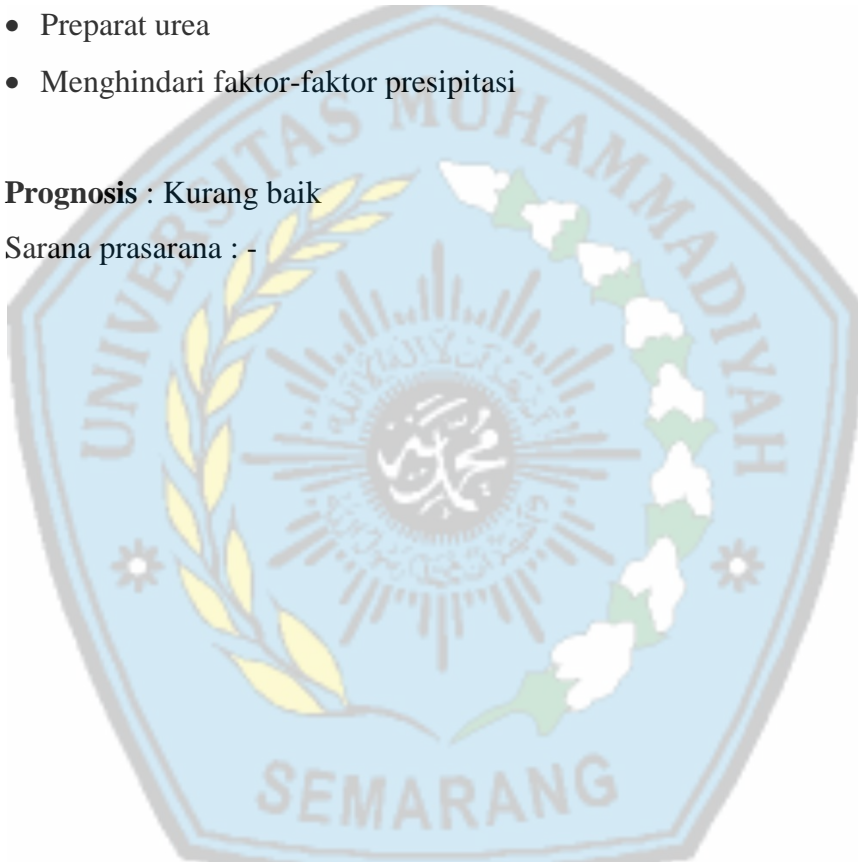 • Preparat urea
• Menghindari faktor-faktor presipitasi
Prognosis : Kurang baik
Sarana prasarana : -
UNIVERSITAS MUHAMMADIYAH
SEMARANG